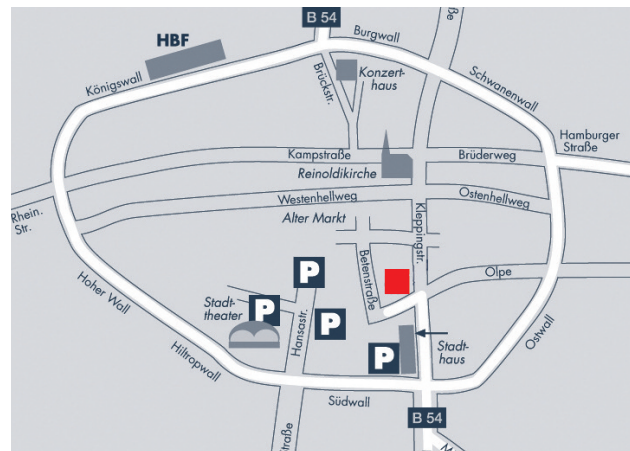 B 54
HBF
Burgwall
Königswall
Brückstr.
Konzert-
haus
Schwanenwall
Hamburger
Straße
Kampstraße
Brüderweg
Reinoldikirche
Westenhellweg
Ostenhellweg
Alter Markt
Kleppingstr.
Rhein.
Str.
Betenstraße
Olpe
P
Hoher Wall
Stadt-
theater
P
P
Hansastr.
Ostwall
Stadt-
haus
P
Hiltropwall
Südwall
B 54
straße